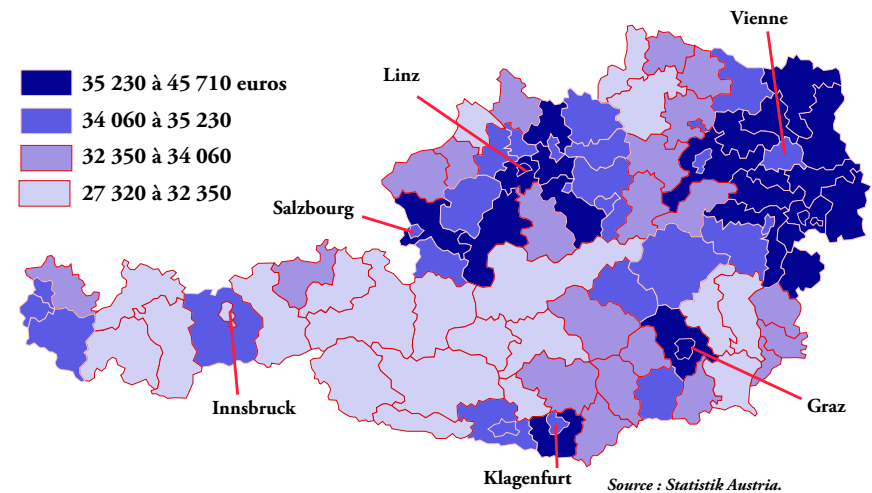 Vienne
Linz
35 230 à 45 710 euros
34 060 à 35 230
32 350 à 34 060
27 320 à 32 350
Salzbourg
Innsbruck
Graz
Klagenfurt
Source : Statistik Austria.